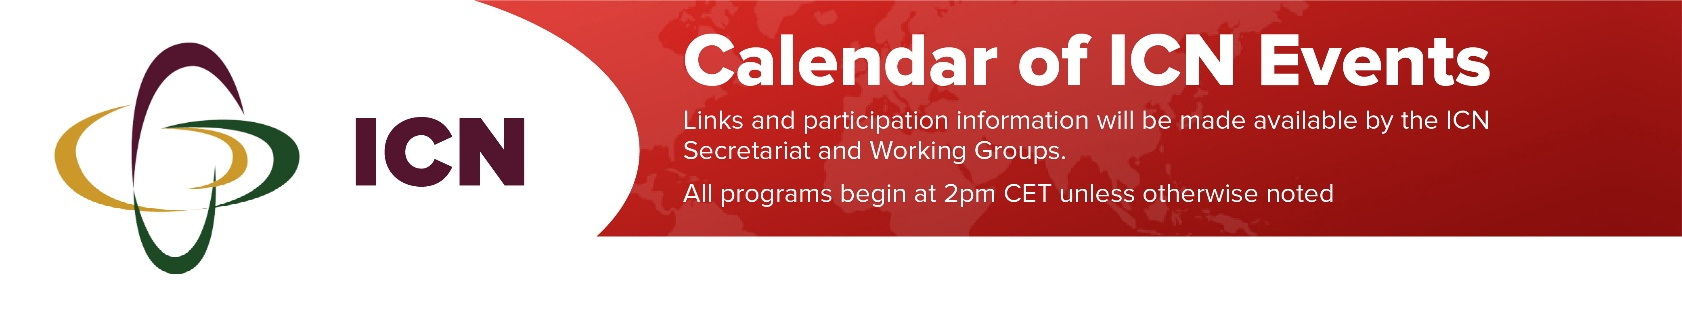 ICN
Calendar of ICN Events
Links and participation information will be made available by the ICN
Secretariat and Working Groups.
All programs begin at 2pm CET unless otherwise noted